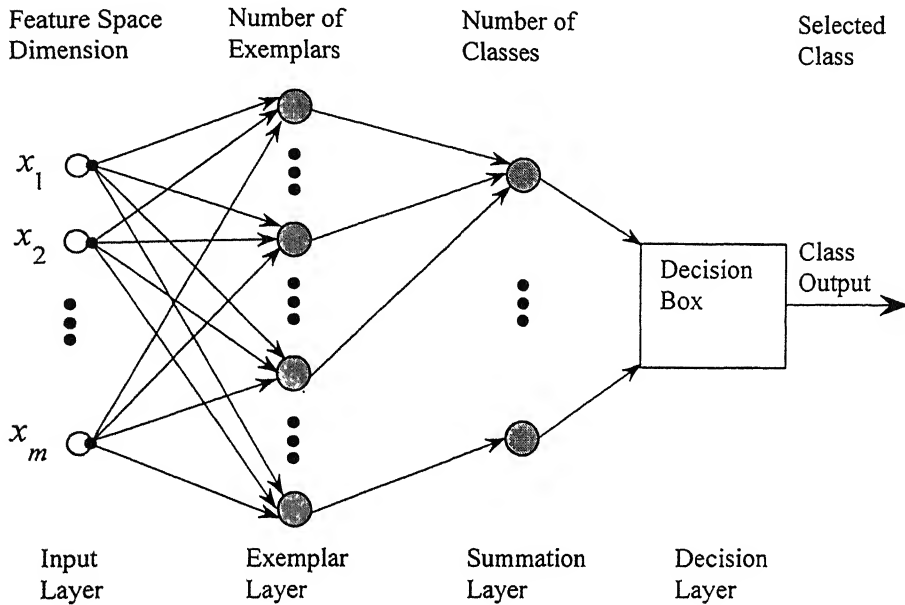 Feature Space
Dimension
Number of
Exemplars
Number of
Classes
Selected
Class
x1
x2
xm
Decision
Box
Class
Output
Input
Layer
Exemplar
Layer
Summation
Layer
Decision
Layer